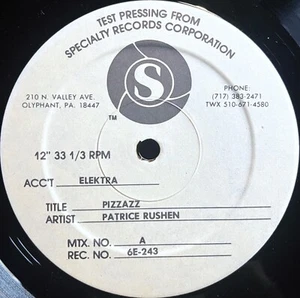 TEST PRESSING FROM
SPECIALTY RECORDS CORPORATION
210 N. VALLEY AVE.
OLYPHANT, PA. 18447
PHONE:
(717) 383-2471
TWX 510-671-4580
S
TM
12" 33 1/3 RPM
ACC'T ELEKTRA
TITLE PIZZAZZ
ARTIST PATRICE RUSHEN
MTX. NO. A
REC. NO. 6E-243